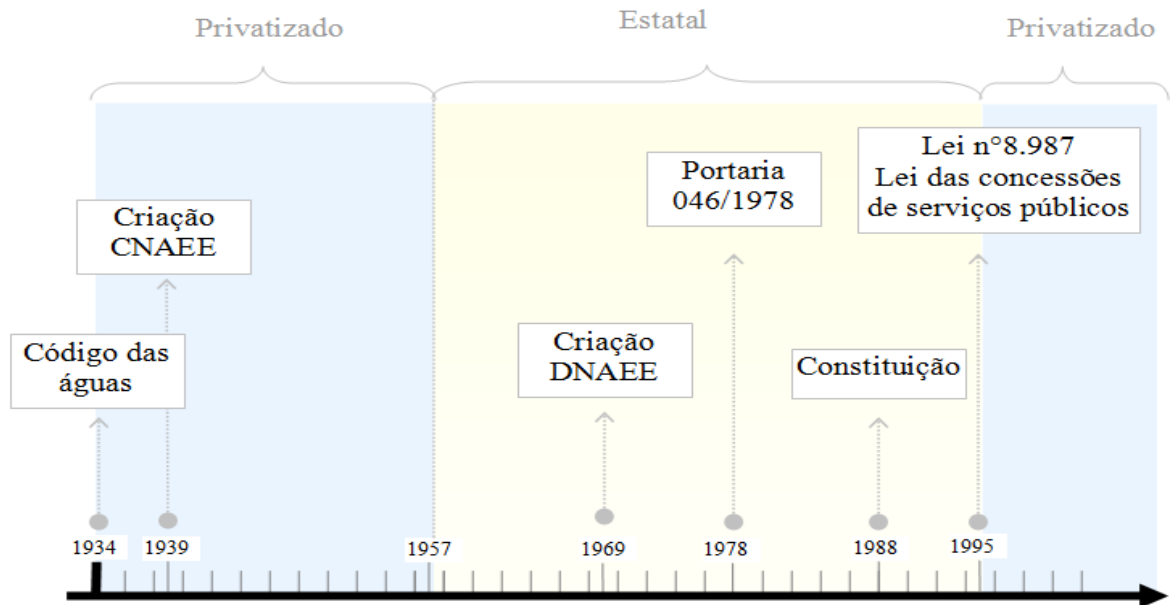 Privatizado
Estatal
Privatizado
Lei n°8.987
Lei das concessões
de serviços públicos
Portaria
046/1978
Criação
CNAEE
Código das
águas
Criação
DNAEE
Constituição
1934
1939
1957
1969
1978
1988
1995